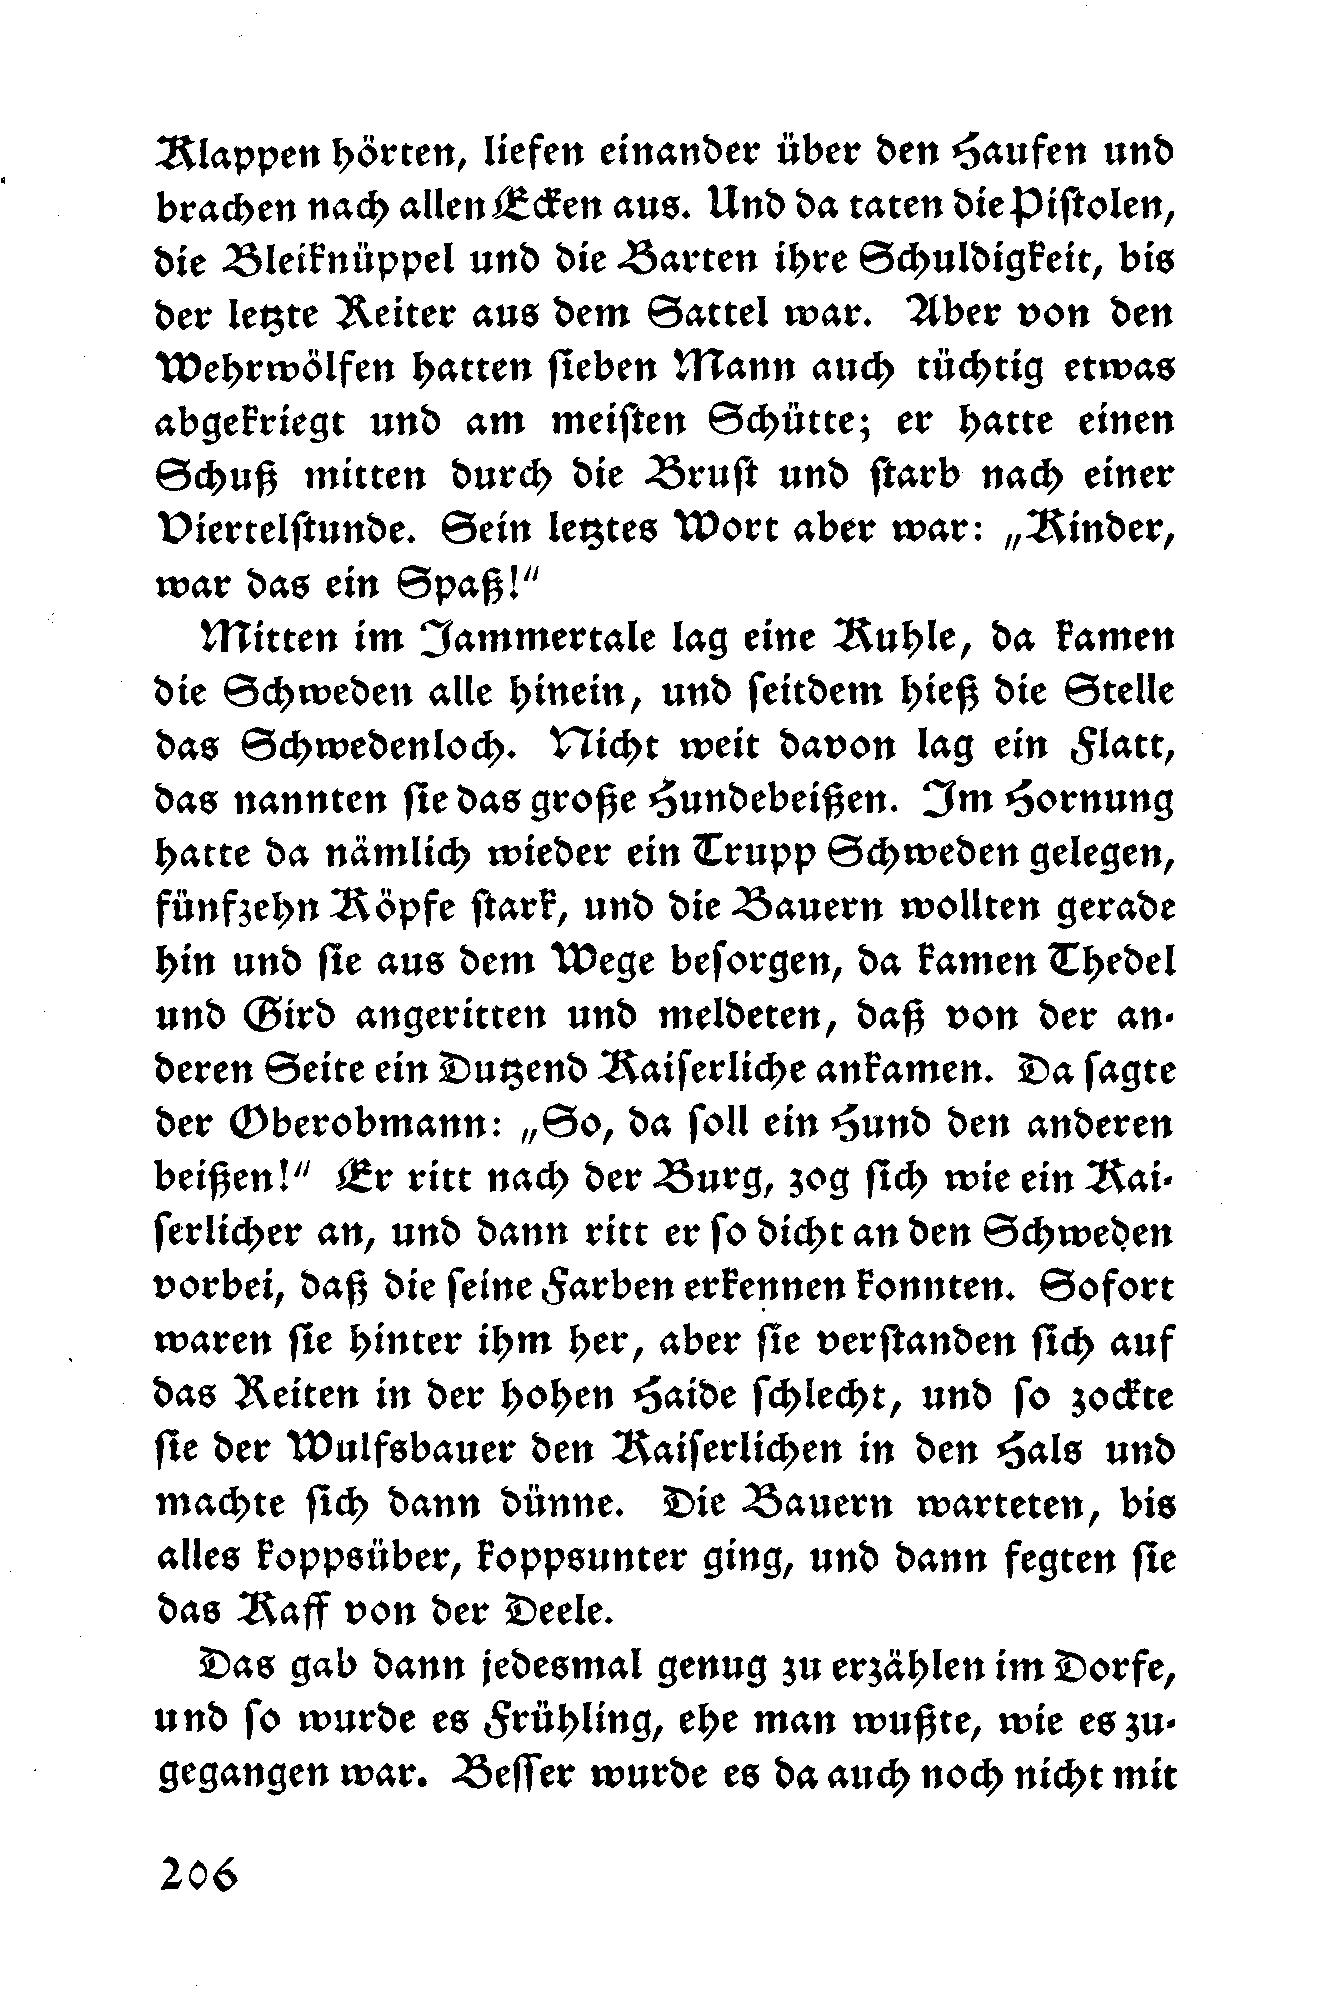 Klappen hörten, liefen einander über den Haufen und
brachen nach allen Ecken aus. Und da taten die Pistolen,
die Bleiknüppel und die Barten ihre Schuldigkeit, bis
der letzte Reiter aus dem Sattel war. Aber von den
Wehrwölfen hatten sieben Mann auch tüchtig etwas
abgekriegt und am meisten Schütte; er hatte einen
Schuß mitten durch die Brust und starb nach einer
Viertelstunde. Sein letztes Wort aber war: „Kinder,
war das ein Spaß!“
Mitten im Jammertale lag eine Kuhle, da kamen
die Schweden alle hinein, und seitdem hieß die Stelle
das Schwedenloch. Nicht weit davon lag ein Flatt,
das nannten sie das große Hundebeißen. Im Hornung
hatte da nämlich wieder ein Trupp Schweden gelegen,
fünfzehn Köpfe stark, und die Bauern wollten gerade
hin und sie aus dem Wege besorgen, da kamen Thedel
und Gird angeritten und meldeten, daß von der an-
deren Seite ein Dutzend Kaiserliche ankamen. Da sagte
der Oberobmann: „So, da soll ein Hund den anderen
beißen!“ Er ritt nach der Burg, zog sich wie ein Kai-
serlicher an, und dann ritt er so dicht an den Schweden
vorbei, daß die seine Farben erkennen konnten. Sofort
waren sie hinter ihm her, aber sie verstanden sich auf
das Reiten in der hohen Haide schlecht, und so zockte
sie der Wulfsbauer den Kaiserlichen in den Hals und
machte sich dann dünne. Die Bauern warteten, bis
alles koppsüber, koppsunter ging, und dann fegten sie
das Kaff von der Deele.
Das gab dann jedesmal genug zu erzählen im Dorfe,
und so wurde es Frühling, ehe man wußte, wie es zu-
gegangen war. Besser wurde es da auch noch nicht mit
206